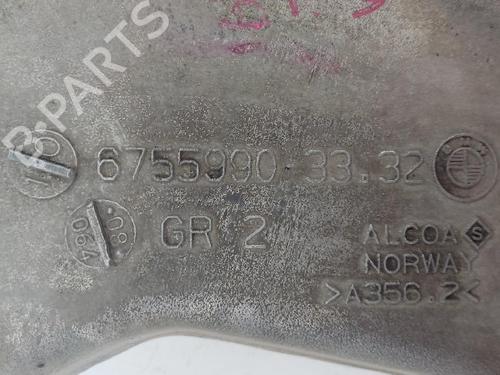 B-PARTS
6755990-33.32
GR 2
ALCOA S
NORWAY
>A356.2<